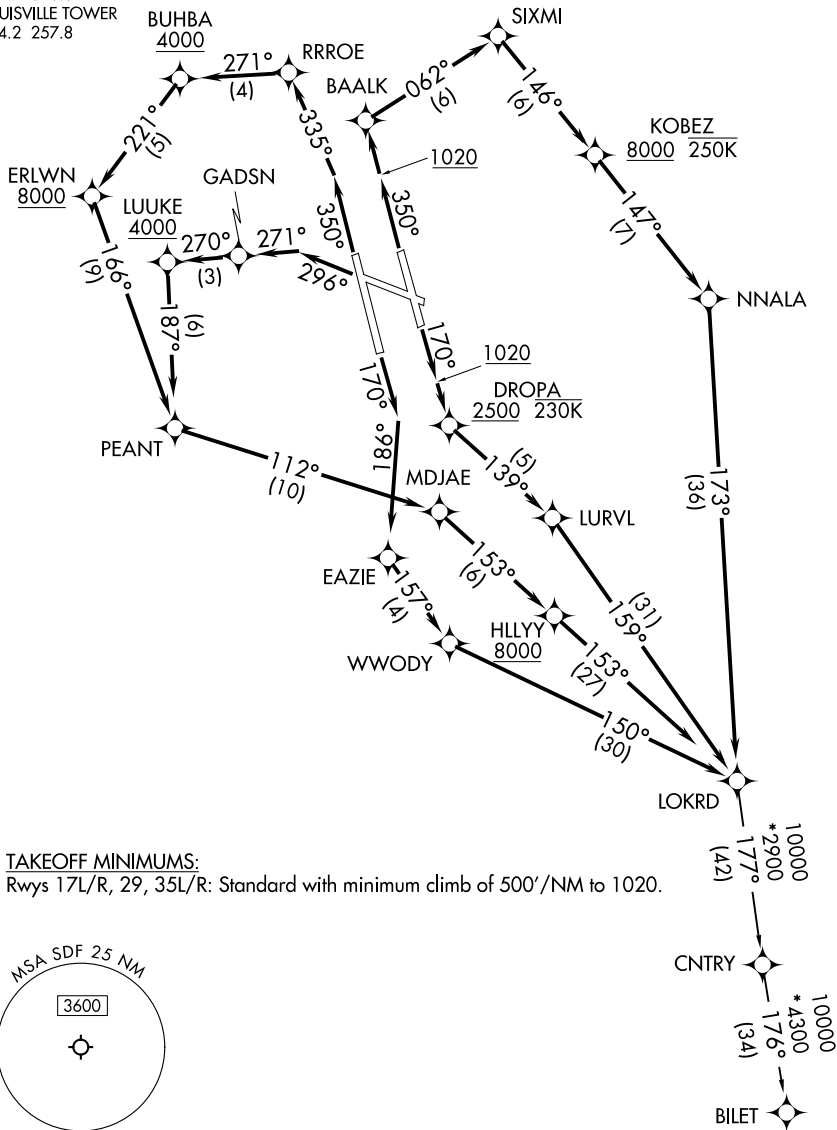 UISVILLE TOWER
4.2 257.8
BUHBA
4000
271°
(4)
RRROE
SIXMI
BAALK
062°
(6)
146°
(6)
221°
(5)
335°
1020
KOBEZ
8000 250K
ERLWN
8000
GADSN
LUUKE
4000
350°
350°
147°
(7)
270°
(3)
271°
296°
166°
(9)
187°
(6)
NNALA
170°
1020
170°
DROPA
2500 230K
186°
PEANT
112°
(10)
MDJAE
139°
(5)
173°
(36)
LURVL
EAZIE
153°
(6)
157°
(4)
159°
(31)
HLLYY
8000
WWODY
153°
(27)
150°
(30)
LOKRD
10000
*2900
177°
(42)
TAKEOFF MINIMUMS:
Rwys 17L/R, 29, 35L/R: Standard with minimum climb of 500'/NM to 1020.
CNTRY
MSA SDF 25 NM
3600
10000
*4300
176°
(34)
BILET